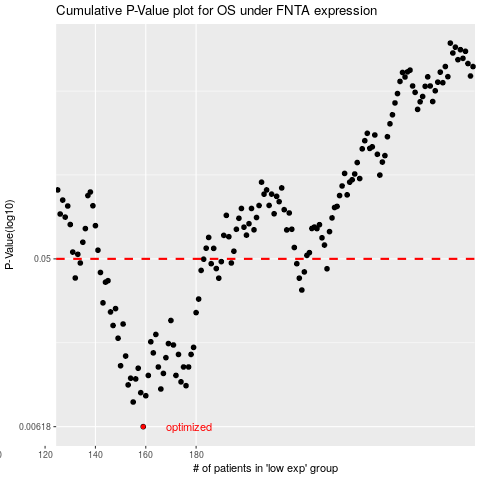 Cumulative P-Value plot for OS under FNTA expression
P-Value(log10)
0.05
0.00618
optimized
0
120
140
160
180
# of patients in 'low exp' group